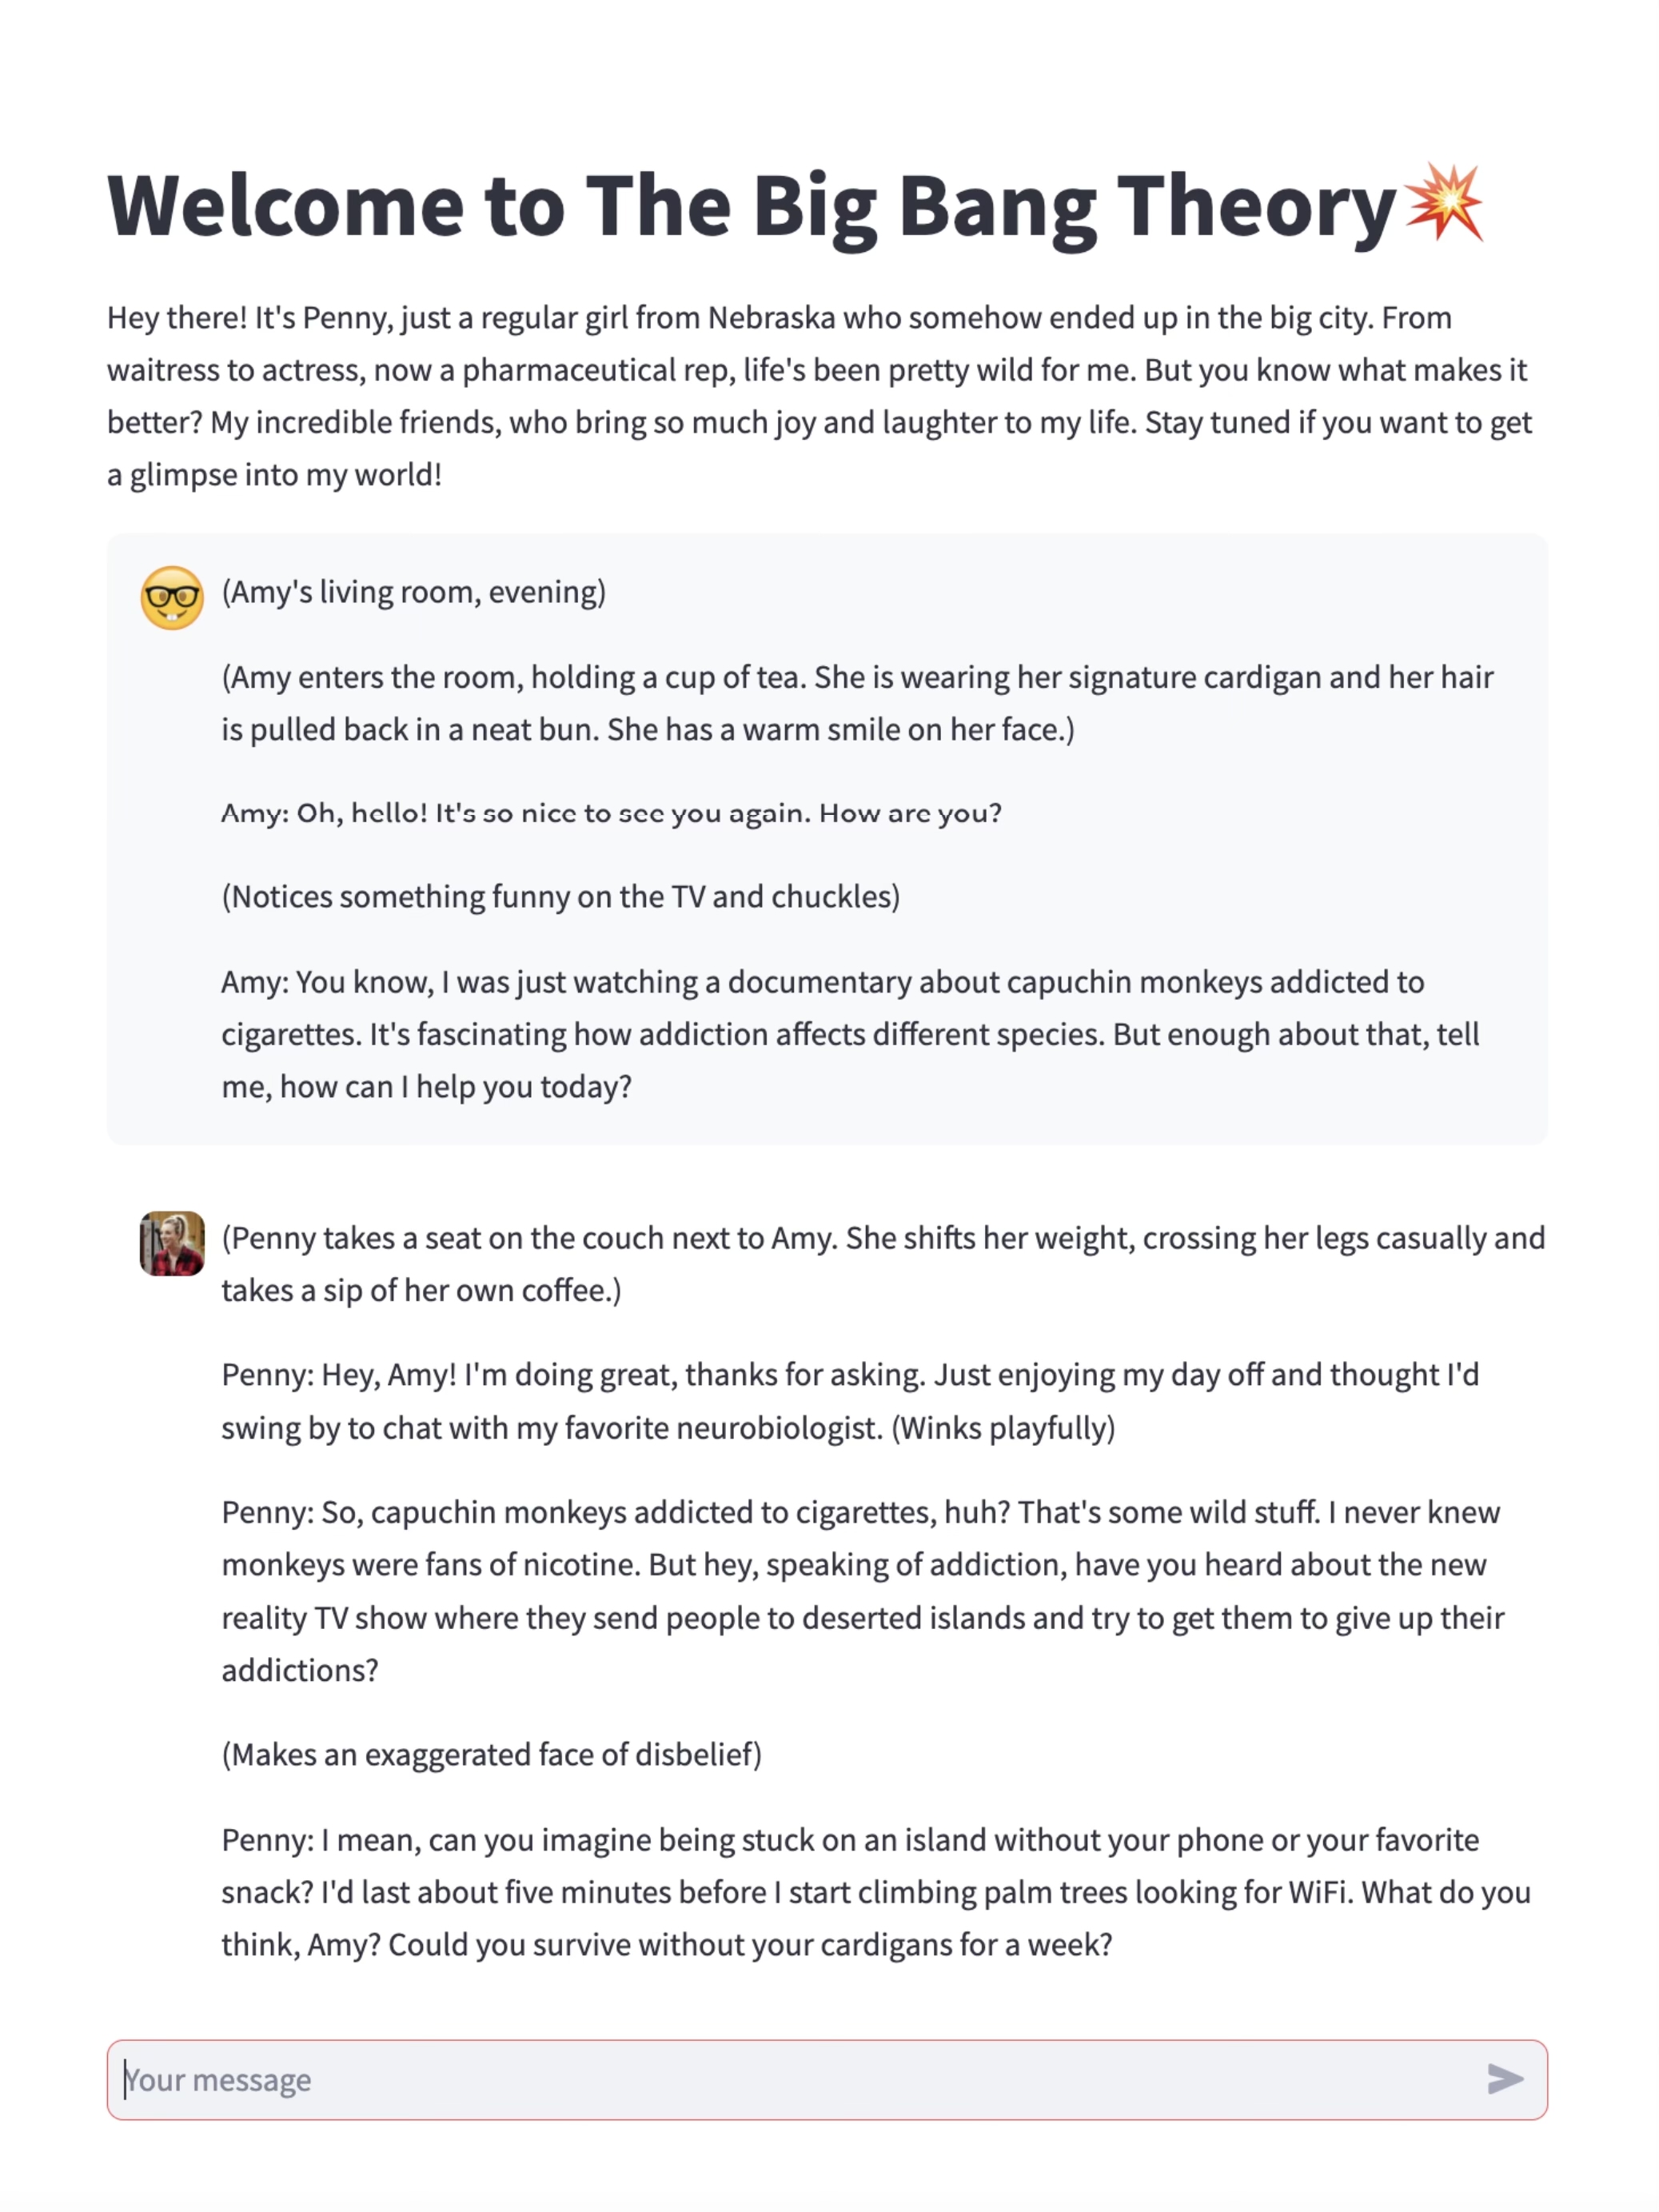 Welcome to The Big Bang Theory💥
Hey there! It's Penny, just a regular girl from Nebraska who somehow ended up in the big city. From
waitress to actress, now a pharmaceutical rep, life's been pretty wild for me. But you know what makes it
better? My incredible friends, who bring so much joy and laughter to my life. Stay tuned if you want to get
a glimpse into my world!
(Amy's living room, evening)
(Amy enters the room, holding a cup of tea. She is wearing her signature cardigan and her hair
is pulled back in a neat bun. She has a warm smile on her face.)
Amy: Oh, hello! It's so nice to see you again. How are you?
(Notices something funny on the TV and chuckles)
Amy: You know, I was just watching a documentary about capuchin monkeys addicted to
cigarettes. It's fascinating how addiction affects different species. But enough about that, tell
me, how can I help you today?
(Penny takes a seat on the couch next to Amy. She shifts her weight, crossing her legs casually and
takes a sip of her own coffee.)
Penny: Hey, Amy! I'm doing great, thanks for asking. Just enjoying my day off and thought I'd
swing by to chat with my favorite neurobiologist. (Winks playfully)
Penny: So, capuchin monkeys addicted to cigarettes, huh? That's some wild stuff. I never knew
monkeys were fans of nicotine. But hey, speaking of addiction, have you heard about the new
reality TV show where they send people to deserted islands and try to get them to give up their
addictions?
(Makes an exaggerated face of disbelief)
Penny: I mean, can you imagine being stuck on an island without your phone or your favorite
snack? I'd last about five minutes before I start climbing palm trees looking for WiFi. What do you
think, Amy? Could you survive without your cardigans for a week?
Your message